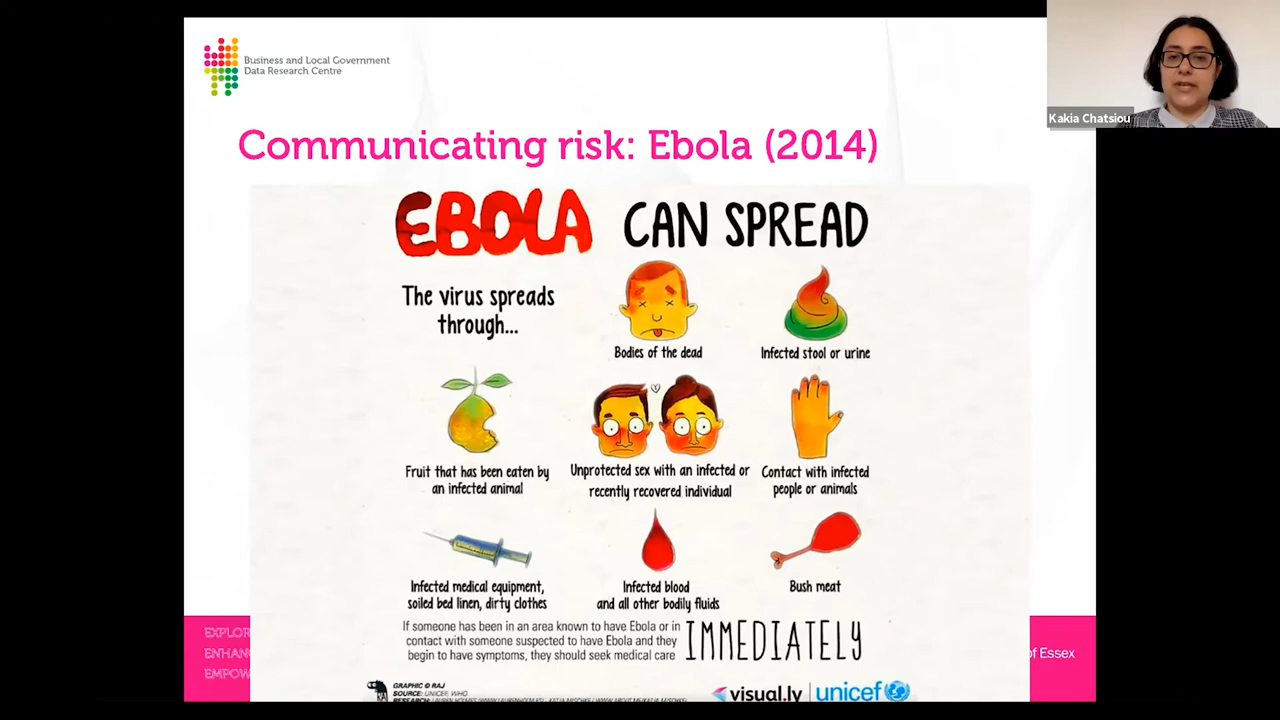 Business and Local Government
Data Research Centre
Kakia Chatsiou
Communicating risk: Ebola (2014)
EBOLA CAN SPREAD
The virus spreads
through...
Bodies of the dead
Infected stool or urine
Fruit that has been eaten by
an infected animal
Unprotected sex with an infected or
recently recovered individual
Contact with infected
people or animals
Infected medical equipment,
soiled bed linen, dirty clothes
Infected blood
and all other bodily fluids
Bush meat
If someone has been in an area known to have Ebola or in
contact with someone suspected to have Ebola and they
begin to have symptoms, they should seek medical care
IMMEDIATELY
EXPLOR
ENHANC
EMPOW
of Essex
GRAPHIC © RAJ
SOURCE: UNICEF, WHO
visual.ly
unicef